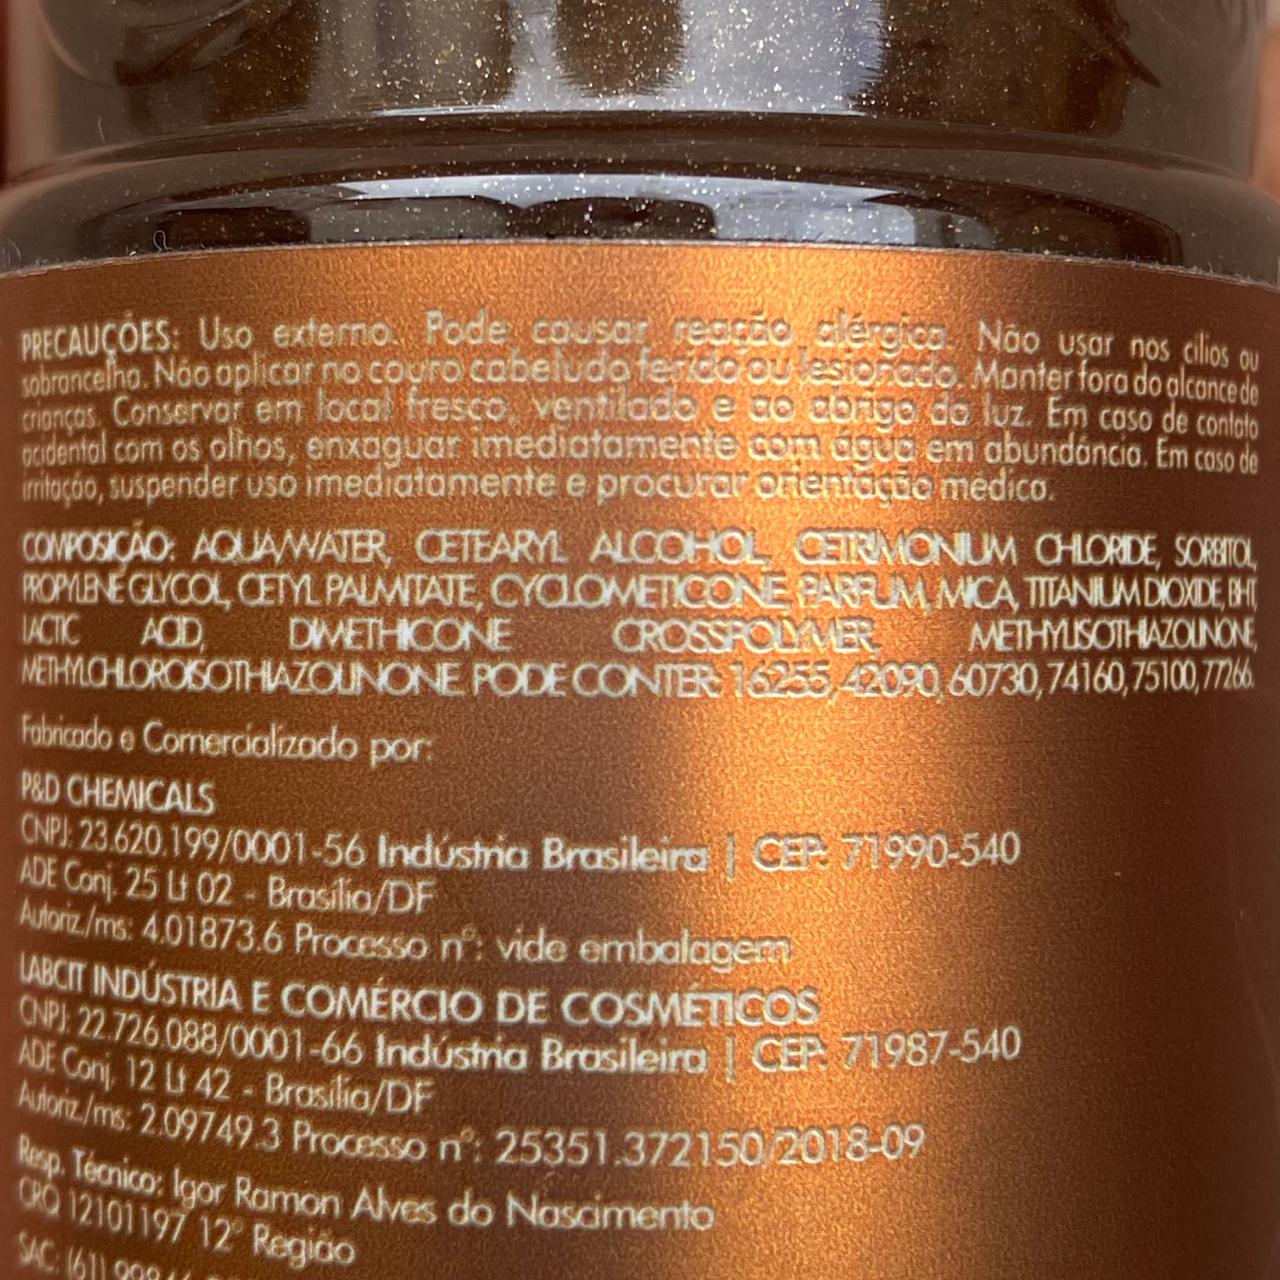 PRECAUÇÕES: Uso externo. Pode causar reação alérgica. Não usar nos cílios ou
sobrancelha. Não aplicar no couro cabeludo ferido ou lesionado. Manter fora do alcance de
crianças. Conservar em local fresco, ventilado e ao abrigo da luz. Em caso de contato
acidental com os olhos, enxaguar imediatamente com água em abundância. Em caso de
irritação, suspender uso imediatamente e procurar orientação médica.
COMPOSIÇÃO: AQUA/WATER, CETEARYL ALCOHOL, CETRIMONIUM CHLORIDE, SORBITOL,
PROPYLENE GLYCOL, CETYL PALMITATE, CYCLOMETICONE, PARFUM, MICA, TITANIUM DIOXIDE, BHT,
LACTIC ACID, DIMETHICONE CROSSPOLYMER, METHYLISOTHIAZOLINONE,
METHYLCHLOROISOTHIAZOLINONE. PODE CONTER: 16255, 42090, 60730, 74160, 75100, 77266.
Fabricado e Comercializado por:
P&D CHEMICALS
CNPJ: 23.620.199/0001-56 Indústria Brasileira | CEP: 71990-540
ADE Conj. 25 Lt 02 - Brasília/DF
Autoriz./ms: 4.01873.6 Processo n°: vide embalagem
LABCIT INDÚSTRIA E COMÉRCIO DE COSMÉTICOS
CNPJ: 22.726.088/0001-66 Indústria Brasileira | CEP: 71987-540
ADE Conj. 12 Lt 42 - Brasília/DF
Autoriz./ms: 2.09749.3 Processo n°: 25351.372150/2018-09
Resp. Técnico: Igor Ramon Alves do Nascimento
CRQ 12101197 12° Região
SAC: (61)